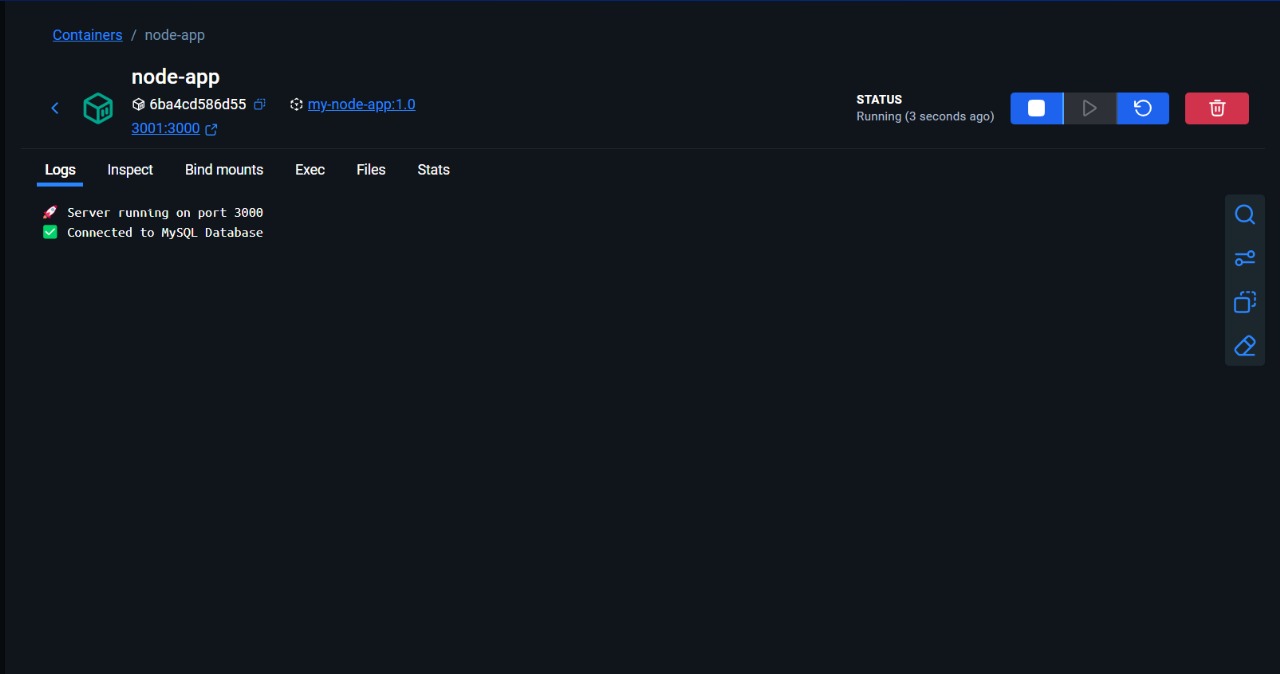 Containers / node-app
node-app
6ba4cd586d55 my-node-app:1.0
3001:3000
STATUS
Running (3 seconds ago)
Logs Inspect Bind mounts Exec Files Stats
🚀 Server running on port 3000
✅ Connected to MySQL Database